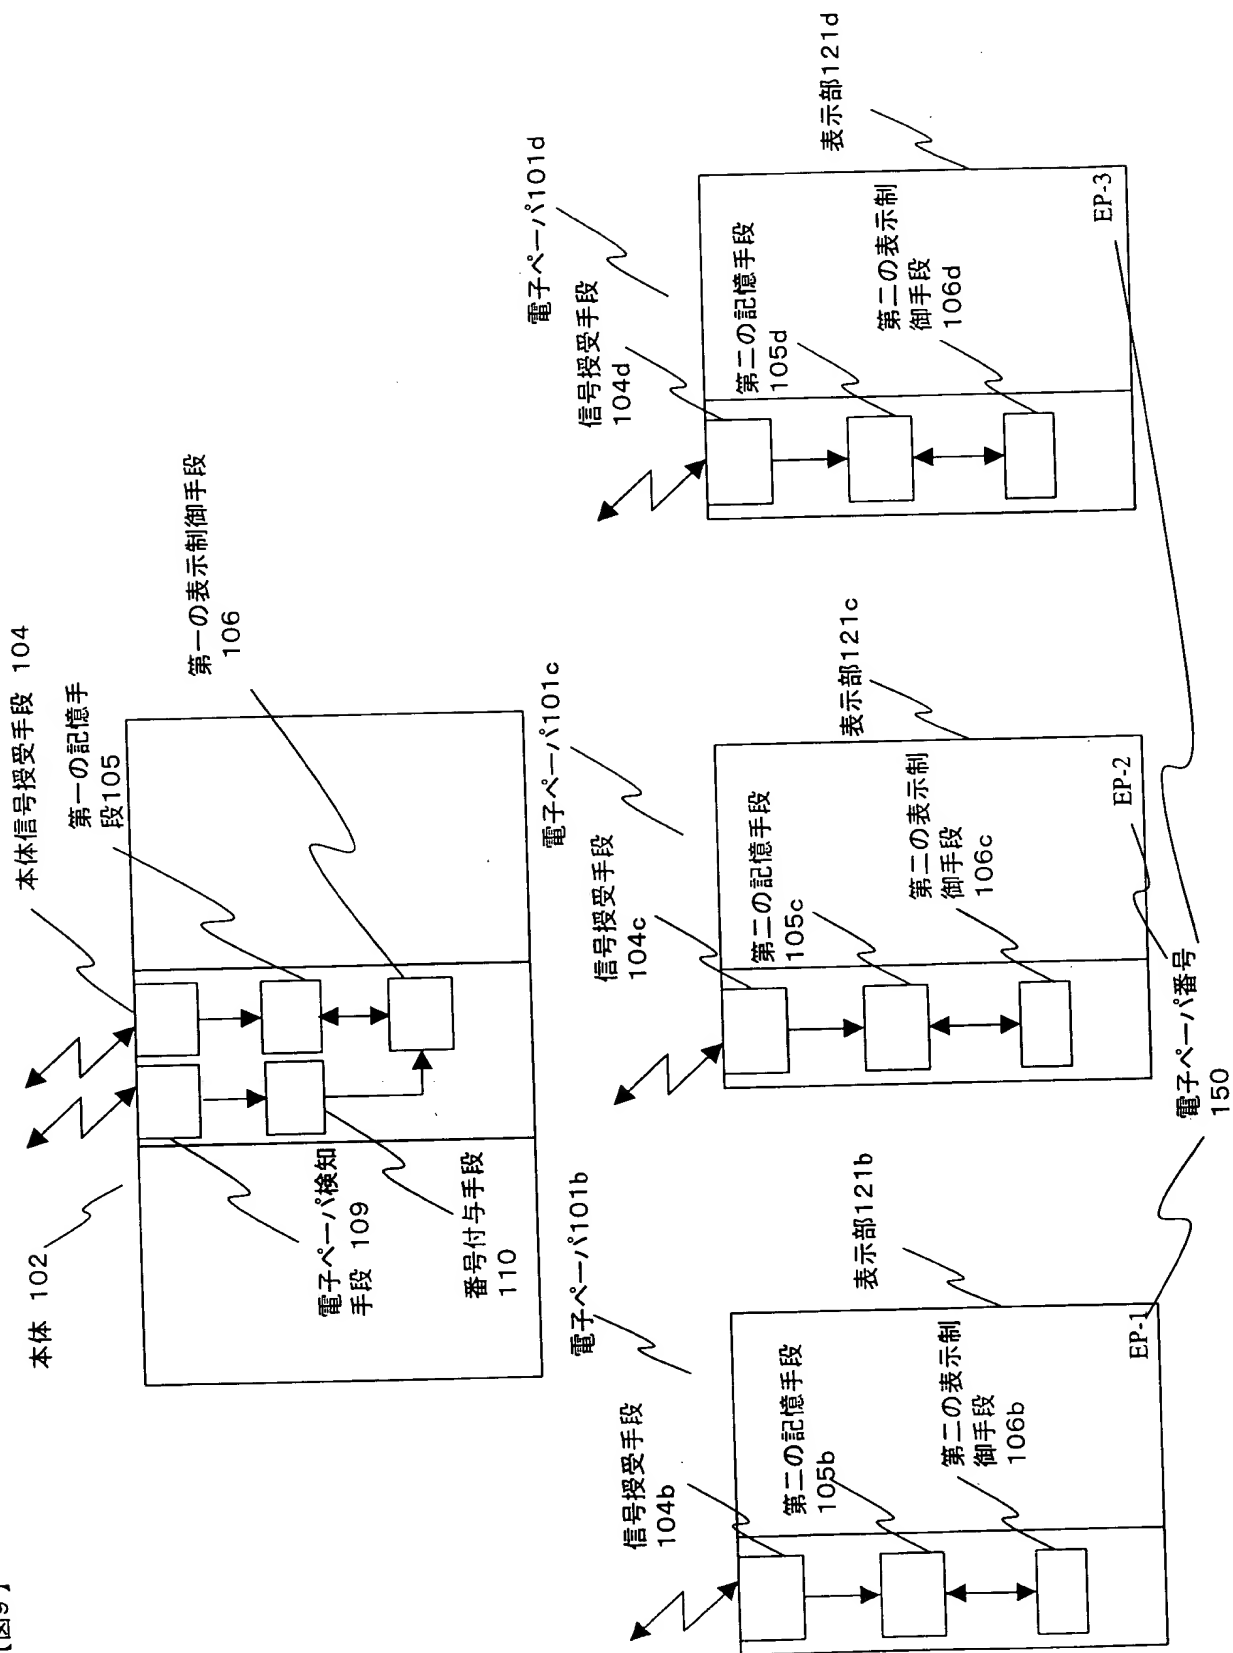 【図9】
本体 102
本体信号授受手段 104
第一の記憶手
段105
第一の表示制御手段
106
電子ペーパ検知
手段 109
番号付与手段
110
電子ペーパ101b
信号授受手段
104b
第二の記憶手段
105b
第二の表示制
御手段
106b
表示部121b
EP-1
電子ペーパ101c
信号授受手段
104c
第二の記憶手段
105c
第二の表示制
御手段
106c
表示部121c
EP-2
電子ペーパ101d
信号授受手段
104d
第二の記憶手段
105d
第二の表示制
御手段
106d
表示部121d
EP-3
電子ペーパ番号
150